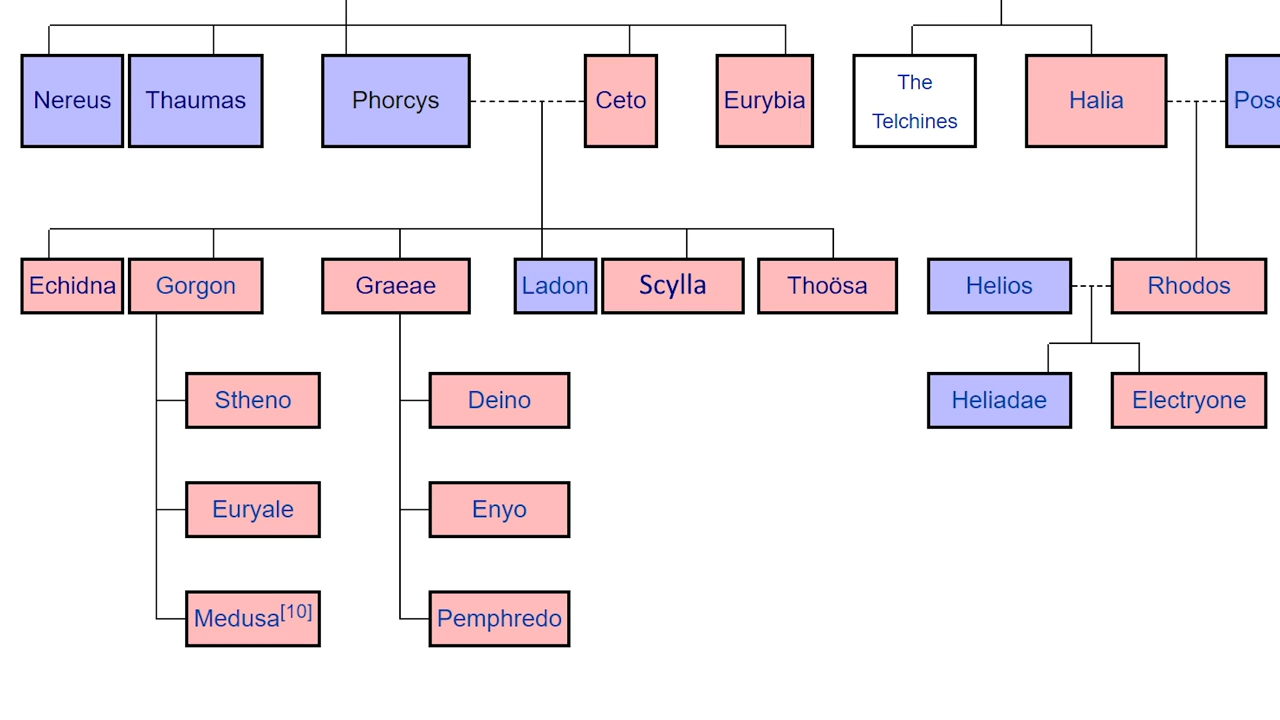 Nereus
Thaumas
Phorcys
Ceto
Eurybia
The
Telchines
Halia
Echidna
Gorgon
Graeae
Ladon
Scylla
Thoösa
Helios
Rhodos
Stheno
Deino
Heliadae
Electryone
Euryale
Enyo
Medusa[10]
Pemphredo